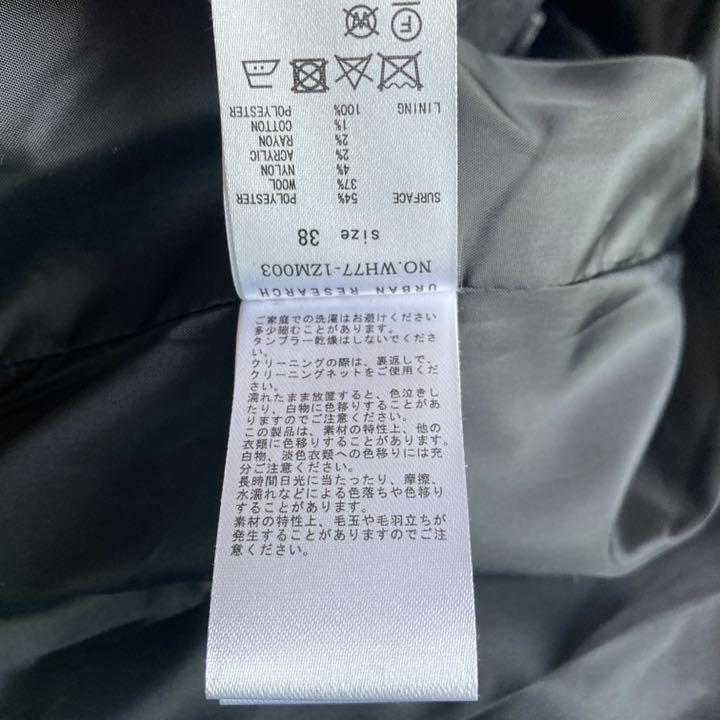 URBAN RESEARCH
NO.WH77-1ZM003
size 38
SURFACE
54% POLYESTER
37% WOOL
4% NYLON
2% ACRYLIC
2% RAYON
1% COTTON
LINING
100% POLYESTER
F
W
ご家庭での洗濯はお避けください
多少縮むことがあります。
タンブラー乾燥はしないでくださ
い。
クリーニングの際は、裏返しで、
クリーニングネットをご使用くだ
さい。
濡れたまま放置すると、色泣きし
たり、白物に色移りすることがあ
りますのでご注意ください。
この製品は、素材の特性上、他の
衣類に色移りすることがあります。
白物、淡色衣類への色移りには充
分ご注意ください。
長時間日光に当たったり、摩擦、
水濡れなどによる色落ちや色移り
することがあります。
素材の特性上、毛玉や毛羽立ちが
発生することがありますのでご注
意ください。